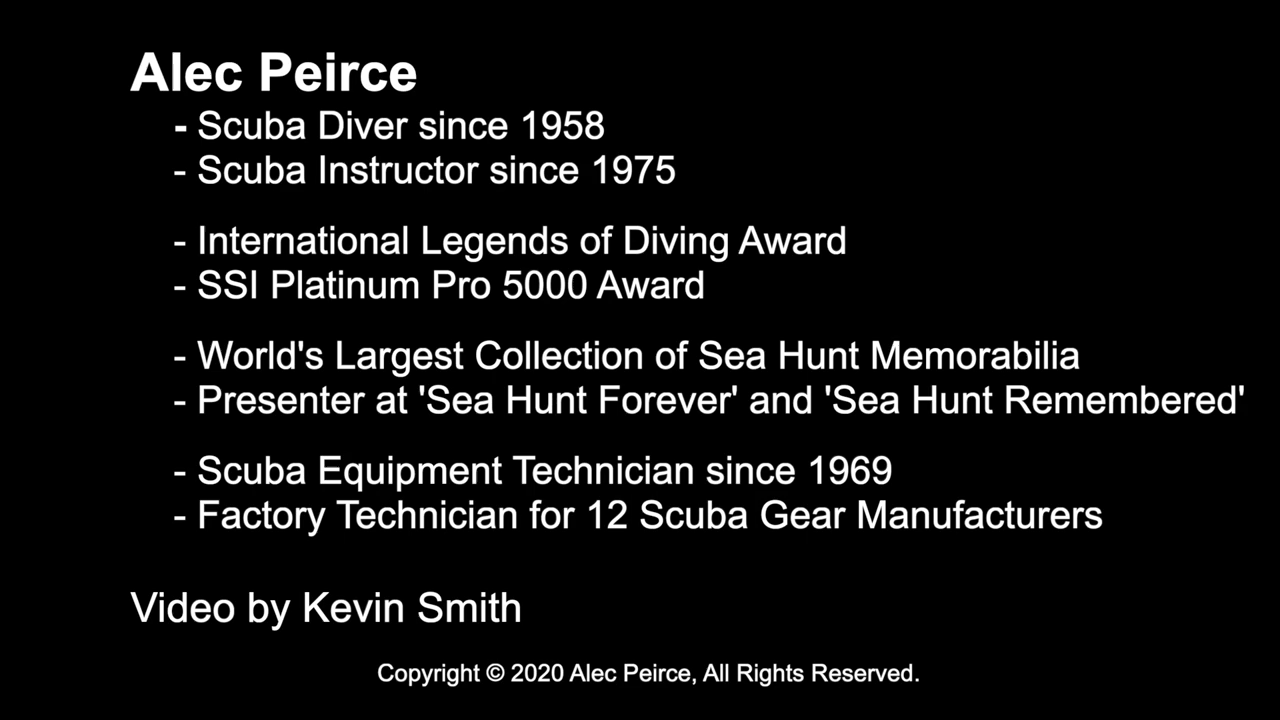 Alec Peirce
- Scuba Diver since 1958
- Scuba Instructor since 1975
- International Legends of Diving Award
- SSI Platinum Pro 5000 Award
- World's Largest Collection of Sea Hunt Memorabilia
- Presenter at 'Sea Hunt Forever' and 'Sea Hunt Remembered'
- Scuba Equipment Technician since 1969
- Factory Technician for 12 Scuba Gear Manufacturers
Video by Kevin Smith
Copyright © 2020 Alec Peirce, All Rights Reserved.